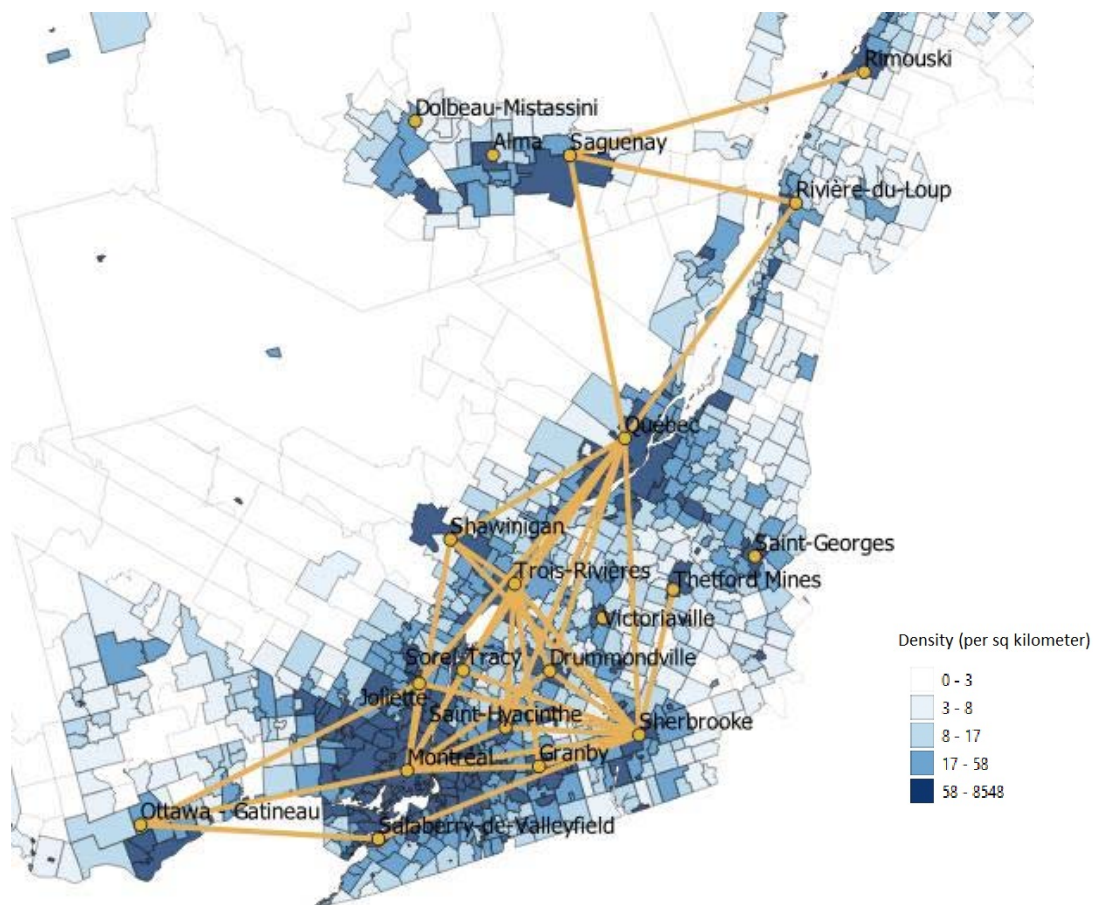 Rimouski
Dolbeau-Mistassini
Alma
Saguenay
Rivière-du-Loup
Québec
Shawinigan
Saint-Georges
Trois-Rivières
Thetford Mines
Victoriaville
Density (per sq kilometer)
0 - 3
3 - 8
8 - 17
17 - 58
58 - 8548
Sorel-Tracy
Drummondville
Joliette
Saint-Hyacinthe
Sherbrooke
Montréal
Granby
Ottawa - Gatineau
Salaberry-de-Valleyfield